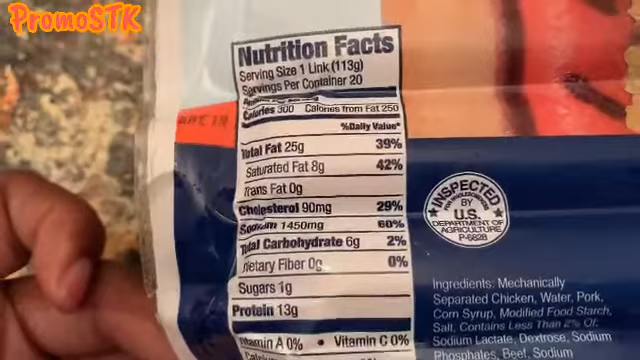 PromoSTK
Nutrition Facts
Serving Size 1 Link (113g)
Servings Per Container 20
Calories 300 Calories from Fat 250
%Daily Value*
Total Fat 25g 39%
Saturated Fat 8g 42%
Trans Fat 0g
Cholesterol 90mg 29%
Sodium 1450mg 60%
Total Carbohydrate 6g 2%
Dietary Fiber 0g 0%
Sugars 1g
Protein 13g
Vitamin A 0% • Vitamin C 0%
INSPECTED
FOR WHOLESOMENESS
BY
U.S.
DEPARTMENT OF
AGRICULTURE
P-6828
Ingredients: Mechanically
Separated Chicken, Water, Pork,
Corn Syrup, Modified Food Starch,
Salt, Contains Less Than 2% Of:
Sodium Lactate, Dextrose, Sodium
Phosphates, Beef, Sodium